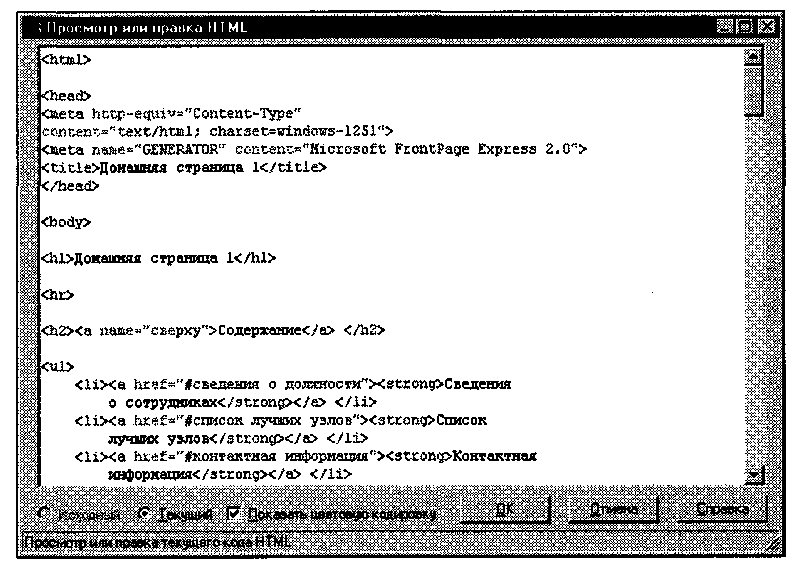 Просмотр или правка HTML
<html>
<head>
<meta http-equiv="Content-Type"
content="text/html; charset=windows-1251">
<meta name="GENERATOR" content="Microsoft FrontPage Express 2.0">
<title>Домашняя страница 1</title>
</head>
<body>
<h1>Домашняя страница 1</h1>
<hr>
<h2><a name="сверху">Содержание</a> </h2>
<ul>
<li><a href="#сведения о должности"><strong>Сведения
о сотрудниках</strong></a> </li>
<li><a href="#список лучших узлов"><strong>Список
лучших узлов</strong></a> </li>
<li><a href="#контактная информация"><strong>Контактная
информация</strong></a> </li>
Исходный Текущий Показать цветовую кодировку OK Отмена Справка
Просмотр или правка текущего кода HTML